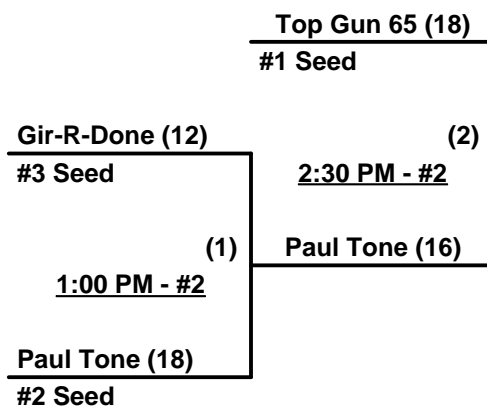 Top Gun 65 (18)
#1 Seed
Gir-R-Done (12)
(2)
#3 Seed
2:30 PM - #2
(1)
Paul Tone (16)
1:00 PM - #2
Paul Tone (18)
#2 Seed